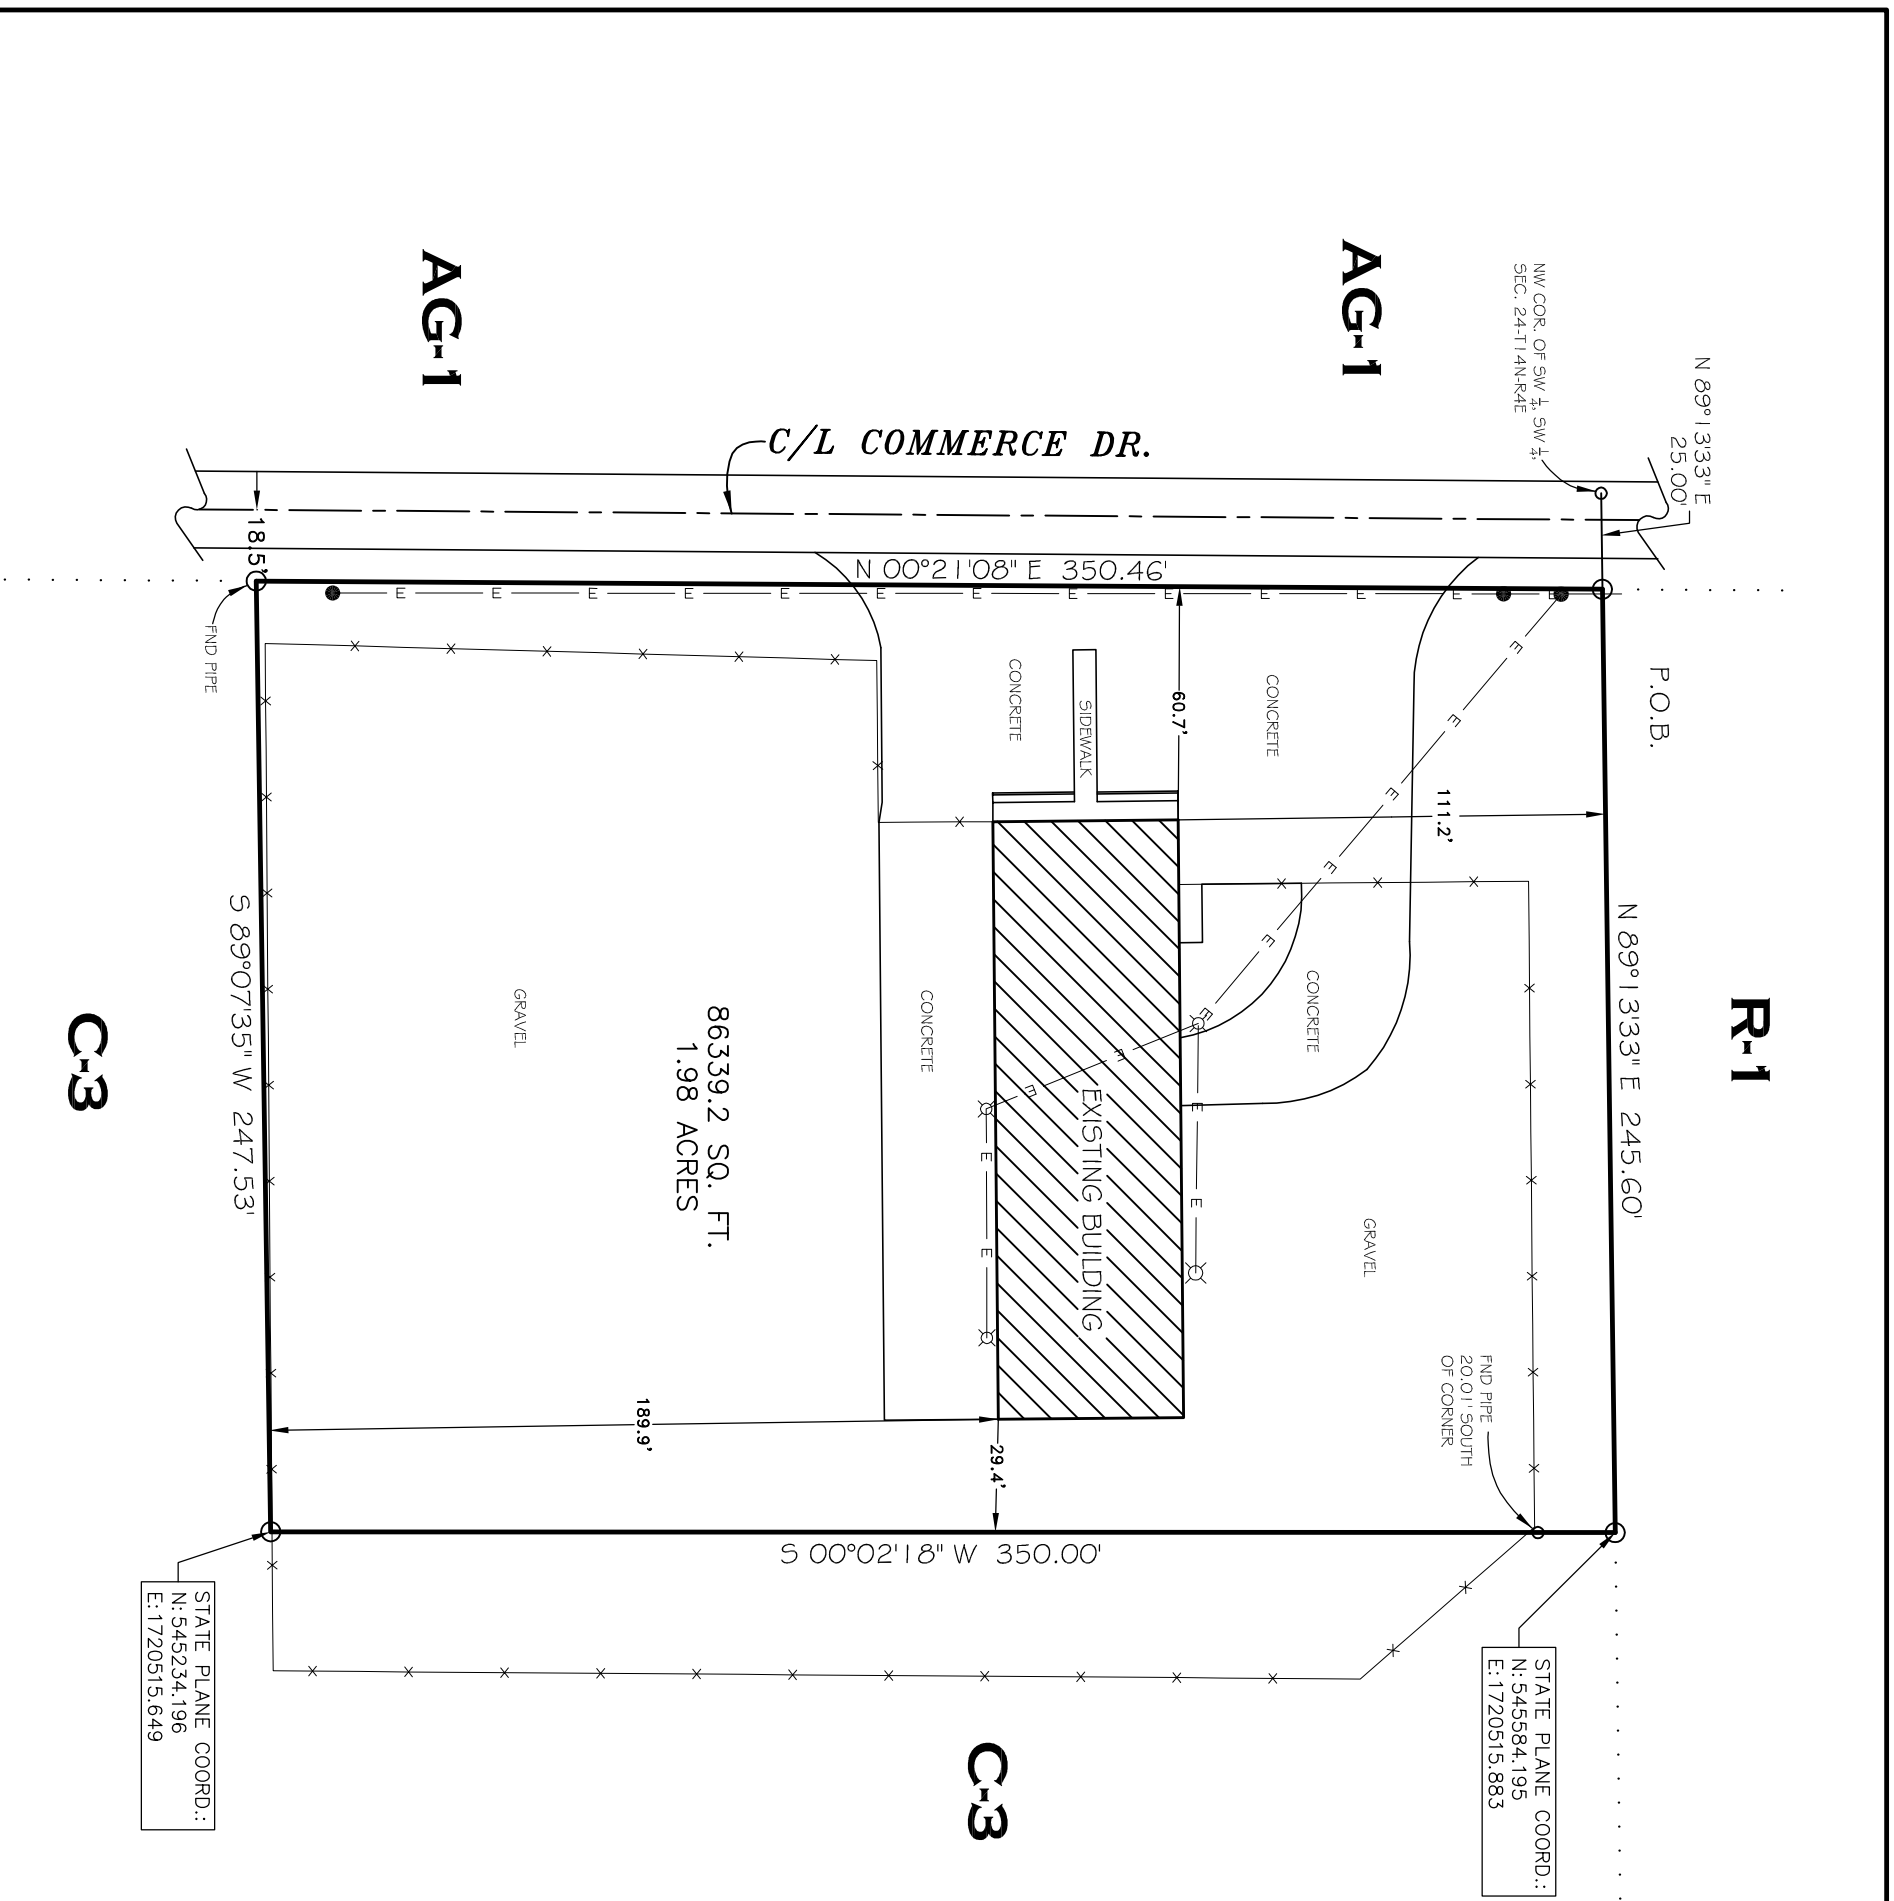 R-1
N 89°13'33" E
25.00'
P.O.B.
N 89°13'33" E 245.60'
NW COR. OF SW ¼, SW ¼,
SEC. 24-T14N-R4E
STATE PLANE COORD.:
N:545584.195
E:1720515.883
FND PIPE
20.01' SOUTH
OF CORNER
AG-1
111.2'
GRAVEL
CONCRETE
CONCRETE
60.7'
C/L COMMERCE DR.
N 00°21'08" E 350.46'
SIDEWALK
EXISTING BUILDING
CONCRETE
CONCRETE
29.4'
S 00°02'18" W 350.00'
C-3
86339.2 SQ. FT.
1.98 ACRES
189.9'
GRAVEL
AG-1
18.5'
FND PIPE
S 89°07'35" W 247.53'
STATE PLANE COORD.:
N:545234.196
E:1720515.649
C-3
E E E E E E E E E E E E E
E E E E E E E
E E
E E
E E